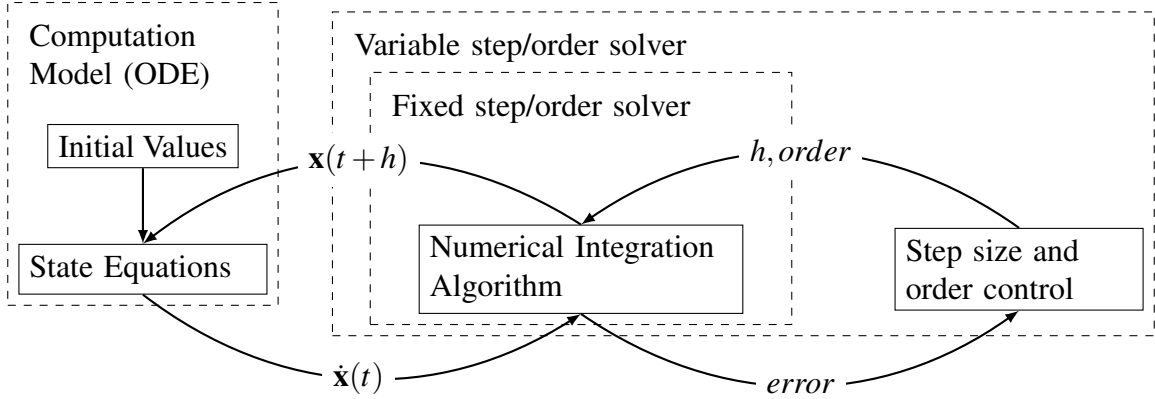 Computation
Model (ODE)
Variable step/order solver
Fixed step/order solver
Initial Values
x(t + h)
h, order
State Equations
Numerical Integration
Algorithm
Step size and
order control
ẋ(t)
error